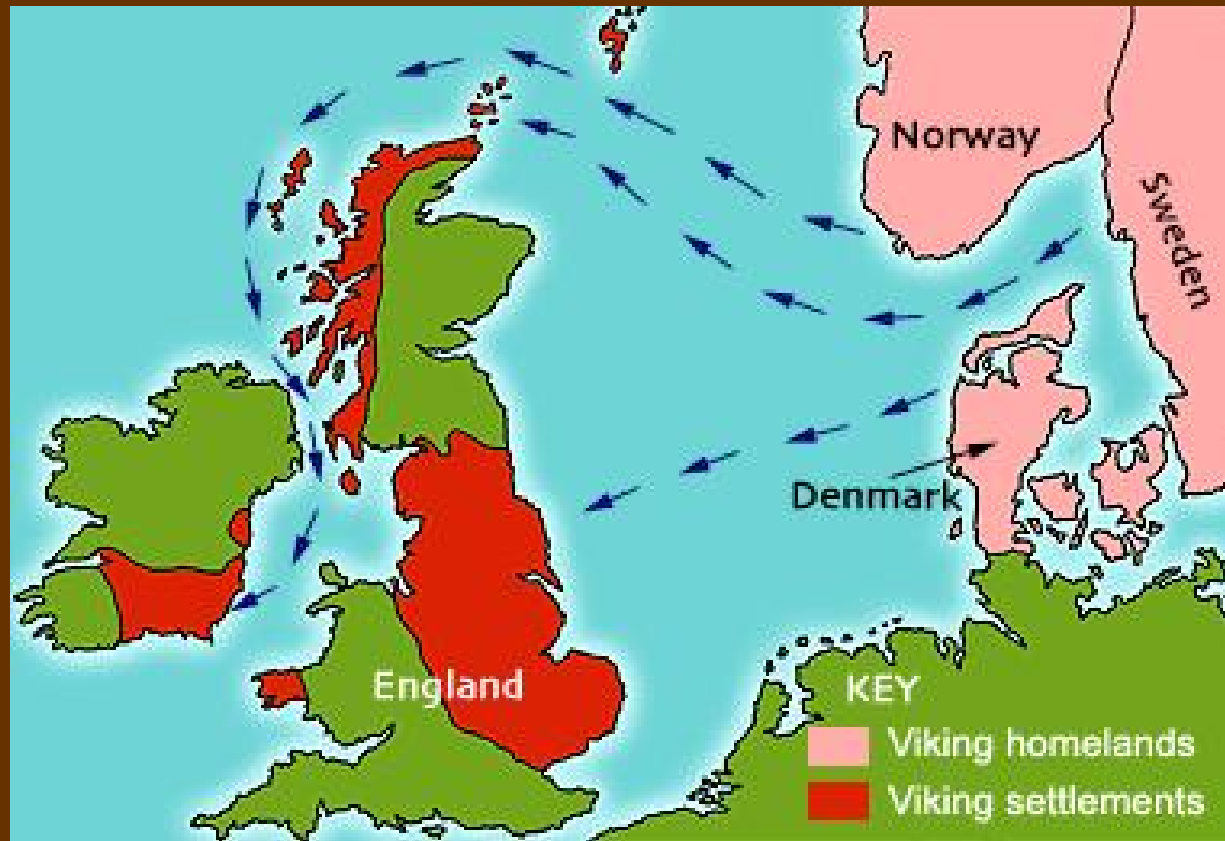 Norway
Sweden
Denmark
England
KEY
Viking homelands
Viking settlements